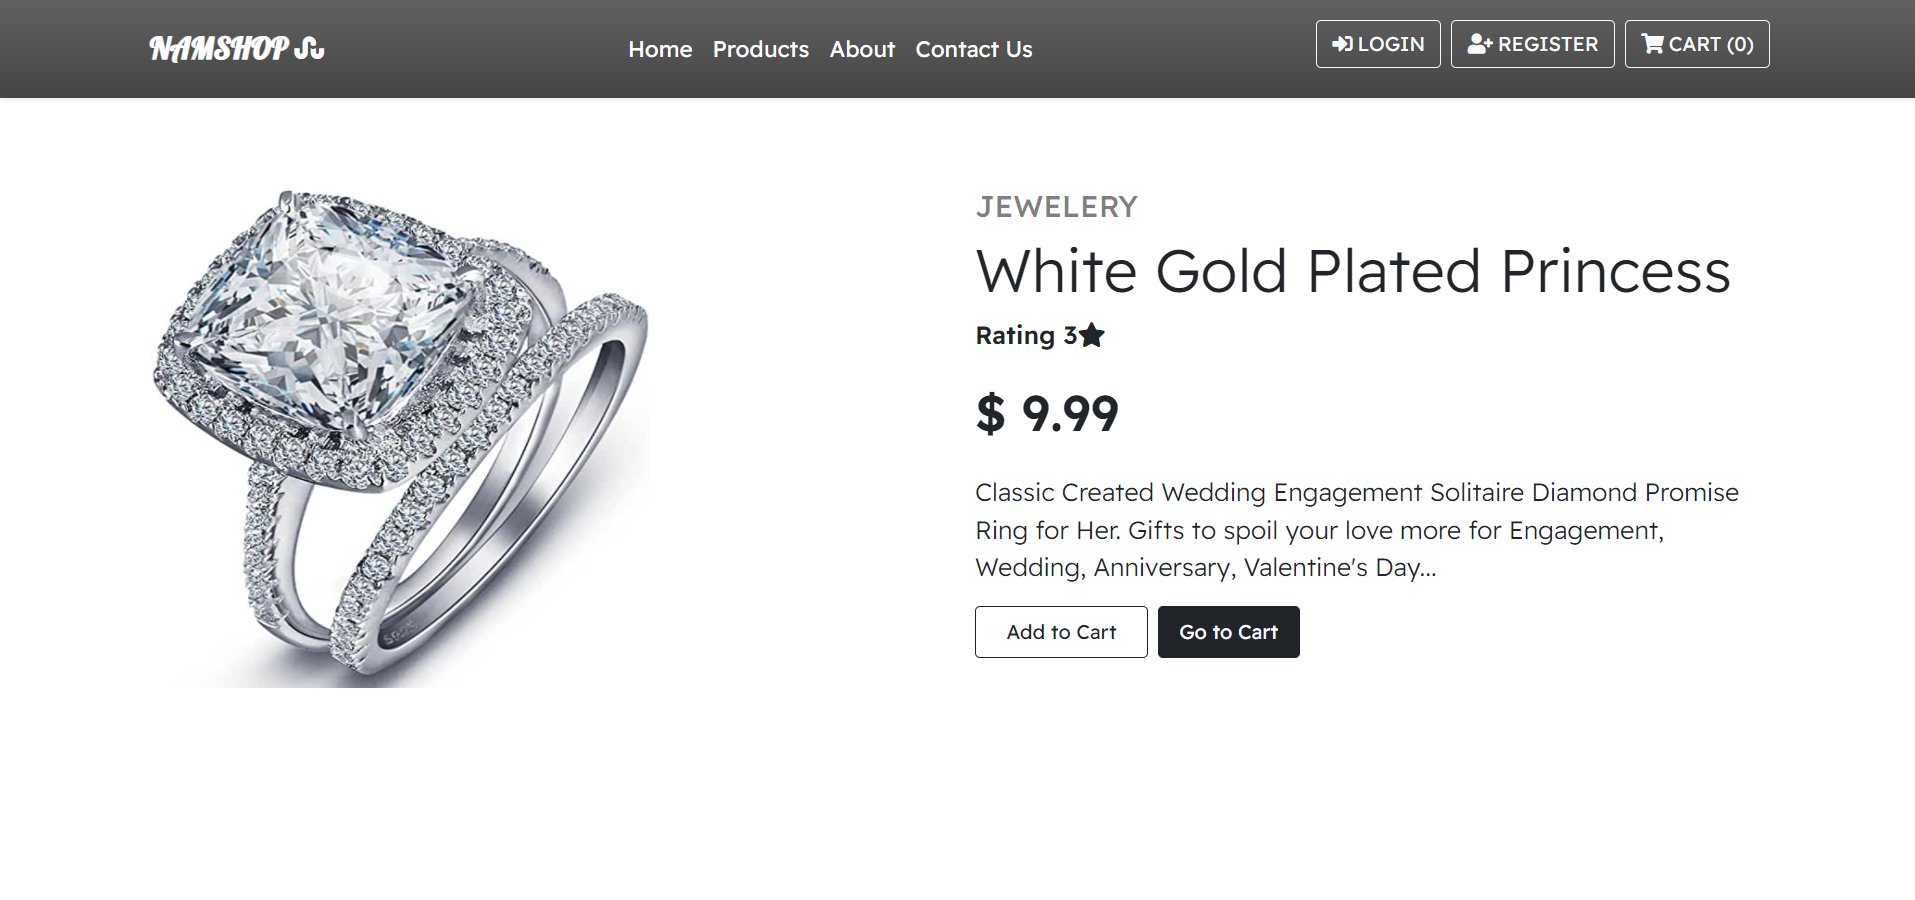 NAMSHOP
Home Products About Contact Us
LOGIN REGISTER CART (0)
JEWELERY
White Gold Plated Princess
Rating 3
$ 9.99
Classic Created Wedding Engagement Solitaire Diamond Promise
Ring for Her. Gifts to spoil your love more for Engagement,
Wedding, Anniversary, Valentine's Day...
Add to Cart Go to Cart